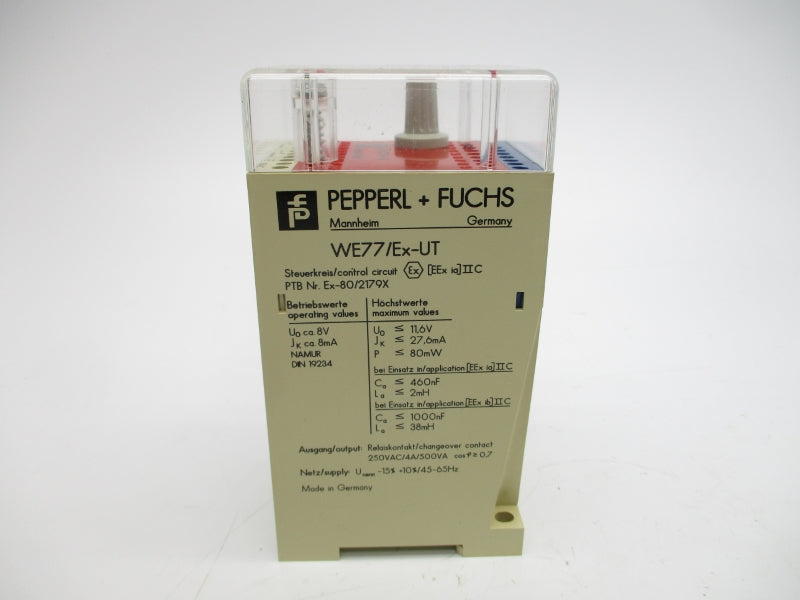 PEPPERL + FUCHS
Mannheim Germany
WE77/Ex-UT
Steuerkreis/control circuit Ex [EEx ia] II C
PTB Nr. Ex-80/2179X
Betriebswerte
operating values
U₀ ca. 8V
Jₖ ca. 8mA
NAMUR
DIN 19234
Höchstwerte
maximum values
U₀ ≤ 11,6V
Jₖ ≤ 27,6mA
P ≤ 80mW
bei Einsatz in/application [EEx ia] II C
Cₐ ≤ 460nF
Lₐ ≤ 2mH
bei Einsatz in/application [EEx ib] II C
Cₐ ≤ 1000nF
Lₐ ≤ 38mH
Ausgang/output: Relaiskontakt/changeover contact
250VAC/4A/500VA cos φ ≥ 0,7
Netz/supply: Uₙₑₙₙ -15% +10%/45-65Hz
Made in Germany